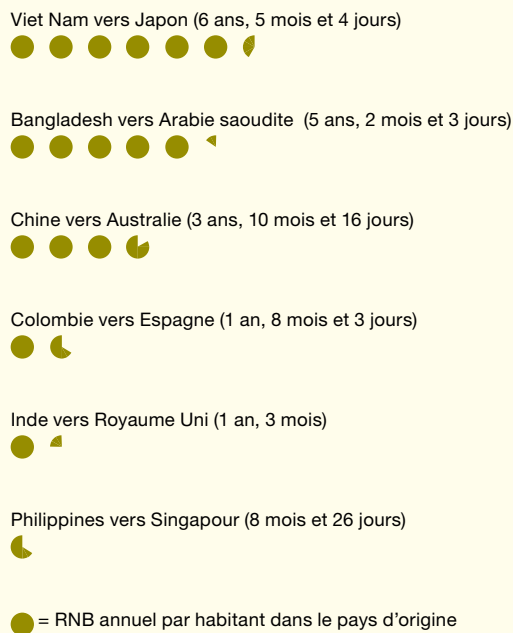 Viet Nam vers Japon (6 ans, 5 mois et 4 jours)
Bangladesh vers Arabie saoudite (5 ans, 2 mois et 3 jours)
Chine vers Australie (3 ans, 10 mois et 16 jours)
Colombie vers Espagne (1 an, 8 mois et 3 jours)
Inde vers Royaume Uni (1 an, 3 mois)
Philippines vers Singapour (8 mois et 26 jours)
= RNB annuel par habitant dans le pays d’origine